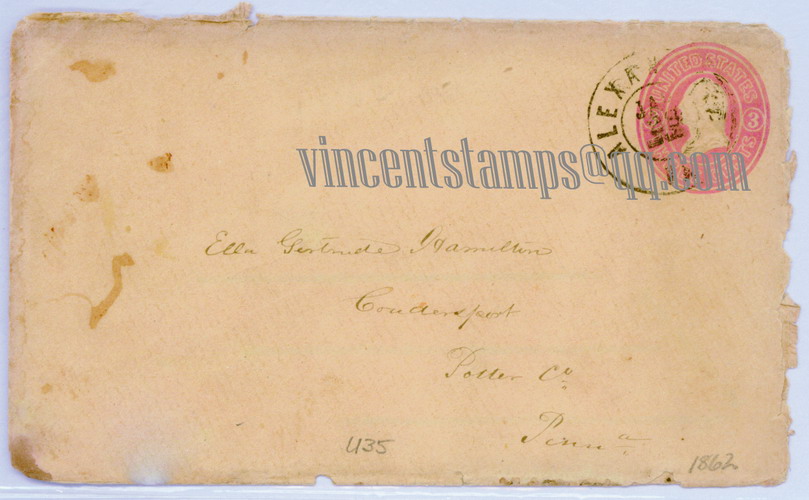 UNITED STATES
3
ALEXA
vincentstamps@qq.com
Ella Gertrude Hamilton
Coudersport
Potter Co
Penna
U35
1862